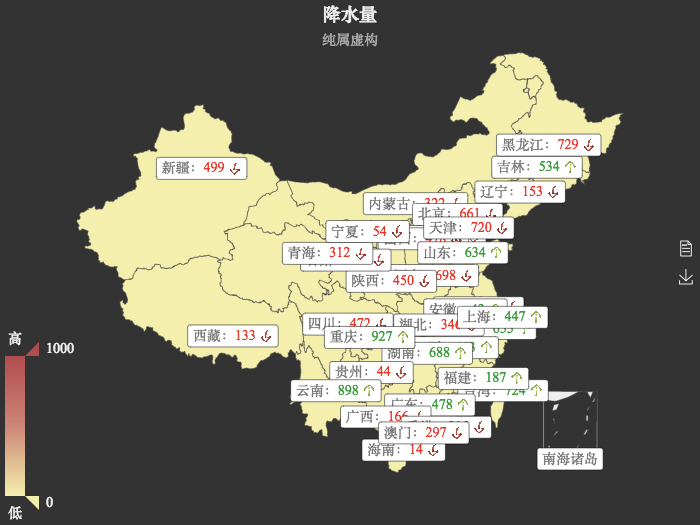 降水量
纯属虚构
黑龙江：729
吉林：534
新疆：499
辽宁：153
内蒙古：322
北京：661
天津：720
宁夏：54
山东：634
青海：312
698
陕西：450
安徽：
上海：447
四川：472
湖北：346
重庆：927
西藏：133
湖南：688
贵州：44
福建：187
云南：898
724
广东：478
广西：166
澳门：297
海南：14
南海诸岛
高
1000
0
低